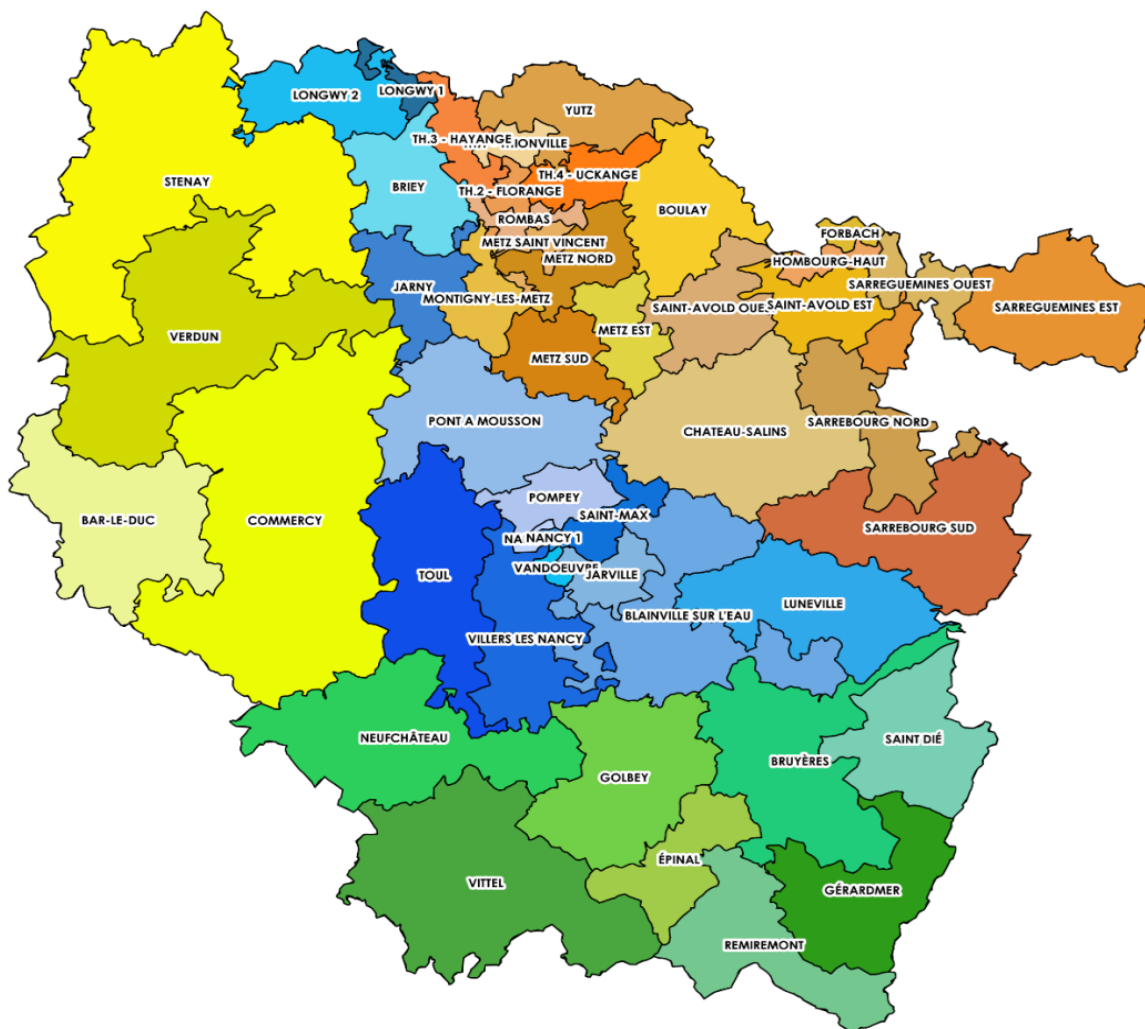 LONGWY 2
LONGWY 1
YUTZ
TH.3 - HAYANGE
THIONVILLE
STENAY
BRIEY
TH.4 - UCKANGE
TH.2 - FLORANGE
BOULAY
ROMBAS
FORBACH
METZ SAINT VINCENT
METZ NORD
HOMBOURG-HAUT
JARNY
SARREGUEMINES OUEST
MONTIGNY-LES-METZ
SAINT-AVOLD OUES
SAINT-AVOLD EST
SARREGUEMINES EST
VERDUN
METZ EST
METZ SUD
PONT A MOUSSON
SARREBOURG NORD
CHATEAU-SALINS
POMPEY
SAINT-MAX
BAR-LE-DUC
COMMERCY
SARREBOURG SUD
NA
NANCY 1
VANDOEUVRE
JARVILLE
TOUL
LUNEVILLE
BLAINVILLE SUR L'EAU
VILLERS LES NANCY
NEUFCHÂTEAU
SAINT DIÉ
BRUYÈRES
GOLBEY
ÉPINAL
VITTEL
GÉRARDMER
REMIREMONT